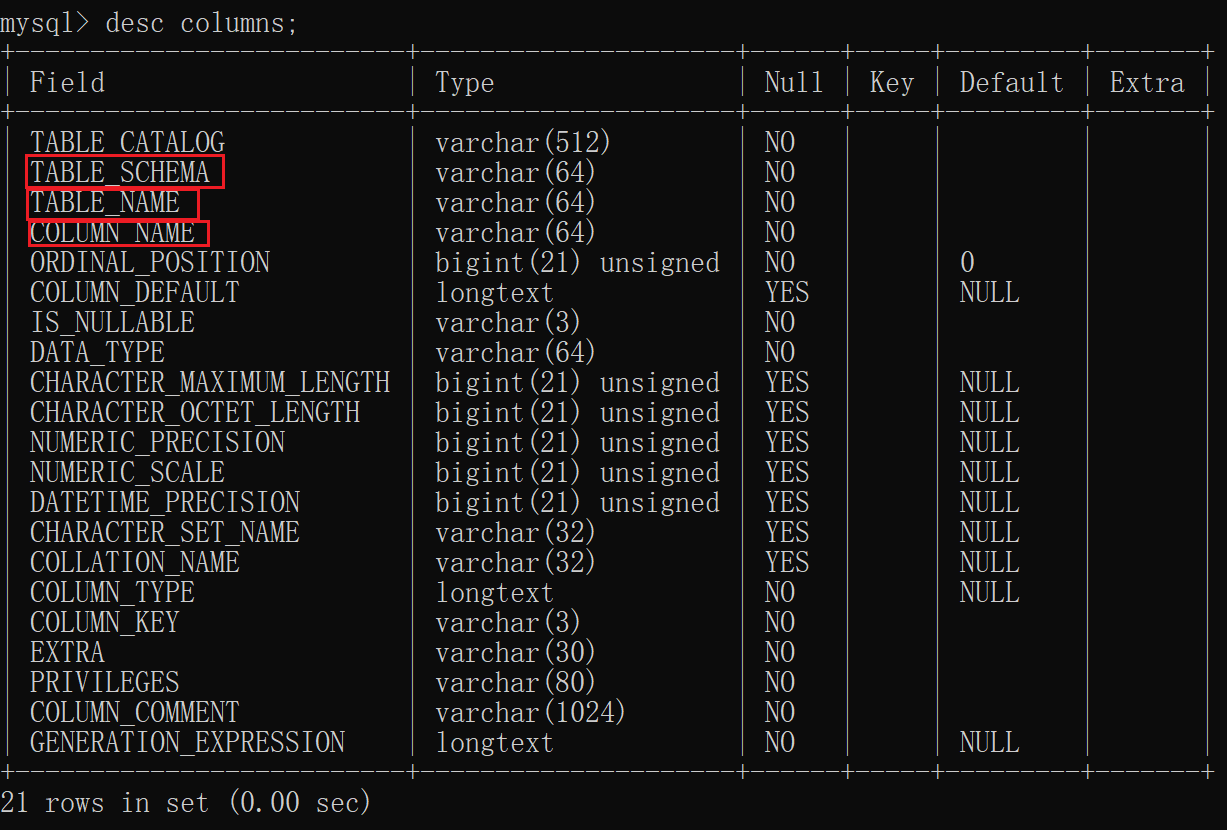 mysql> desc columns;
+--------------------------+---------------------+------+-----+---------+-------+
| Field | Type | Null | Key | Default | Extra |
+--------------------------+---------------------+------+-----+---------+-------+
| TABLE_CATALOG | varchar(512) | NO | | | |
| TABLE_SCHEMA | varchar(64) | NO | | | |
| TABLE_NAME | varchar(64) | NO | | | |
| COLUMN_NAME | varchar(64) | NO | | | |
| ORDINAL_POSITION | bigint(21) unsigned | NO | | 0 | |
| COLUMN_DEFAULT | longtext | YES | | NULL | |
| IS_NULLABLE | varchar(3) | NO | | | |
| DATA_TYPE | varchar(64) | NO | | | |
| CHARACTER_MAXIMUM_LENGTH | bigint(21) unsigned | YES | | NULL | |
| CHARACTER_OCTET_LENGTH | bigint(21) unsigned | YES | | NULL | |
| NUMERIC_PRECISION | bigint(21) unsigned | YES | | NULL | |
| NUMERIC_SCALE | bigint(21) unsigned | YES | | NULL | |
| DATETIME_PRECISION | bigint(21) unsigned | YES | | NULL | |
| CHARACTER_SET_NAME | varchar(32) | YES | | NULL | |
| COLLATION_NAME | varchar(32) | YES | | NULL | |
| COLUMN_TYPE | longtext | NO | | NULL | |
| COLUMN_KEY | varchar(3) | NO | | | |
| EXTRA | varchar(30) | NO | | | |
| PRIVILEGES | varchar(80) | NO | | | |
| COLUMN_COMMENT | varchar(1024) | NO | | | |
| GENERATION_EXPRESSION | longtext | NO | | NULL | |
+--------------------------+---------------------+------+-----+---------+-------+
21 rows in set (0.00 sec)